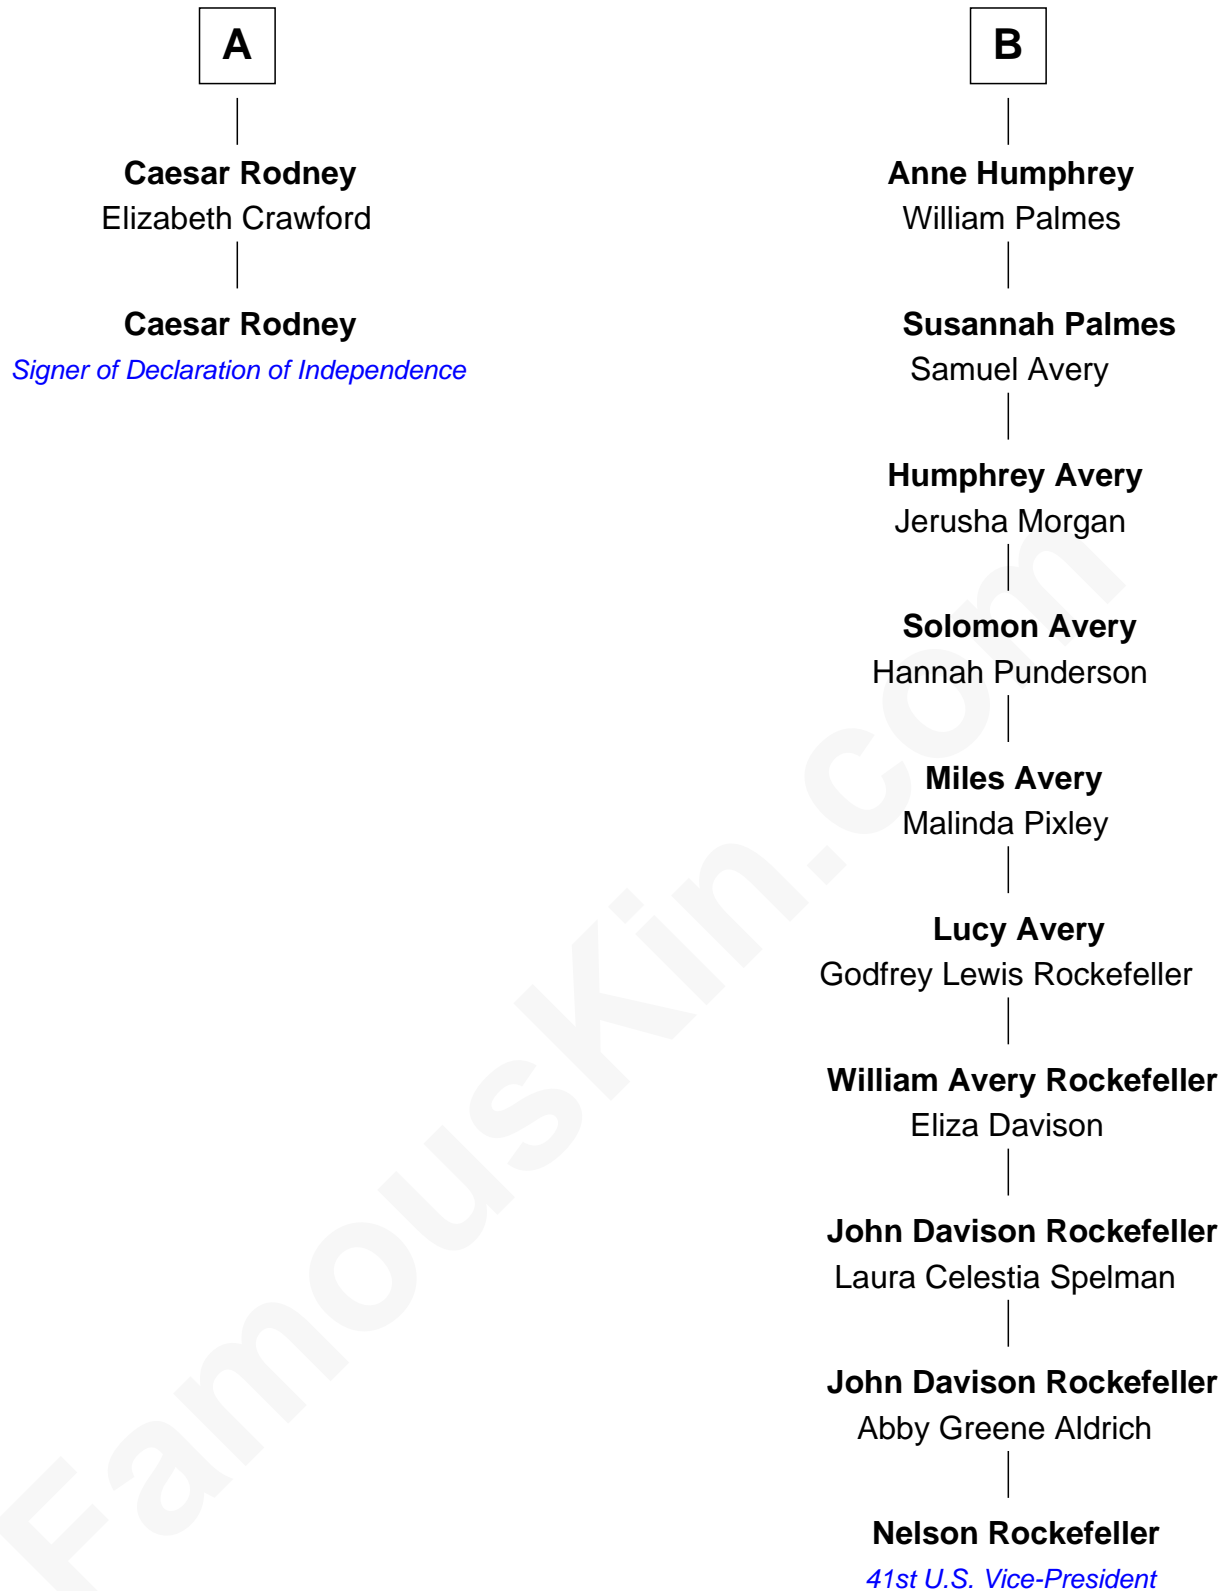 A
Caesar Rodney
Elizabeth Crawford
Caesar Rodney
Signer of Declaration of Independence
B
Anne Humphrey
William Palmes
Susannah Palmes
Samuel Avery
Humphrey Avery
Jerusha Morgan
Solomon Avery
Hannah Punderson
Miles Avery
Malinda Pixley
Lucy Avery
Godfrey Lewis Rockefeller
William Avery Rockefeller
Eliza Davison
John Davison Rockefeller
Laura Celestia Spelman
John Davison Rockefeller
Abby Greene Aldrich
Nelson Rockefeller
41st U.S. Vice-President
FamousKin.com